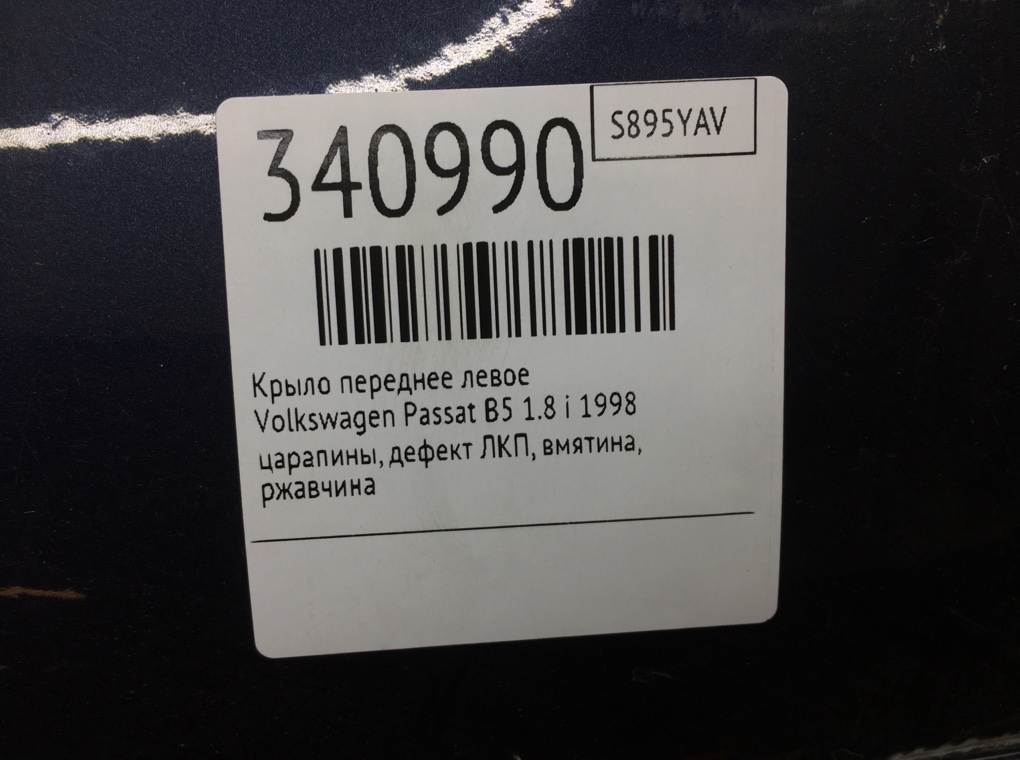 340990
S895YAV
Крыло переднее левое
Volkswagen Passat B5 1.8 i 1998
царапины, дефект ЛКП, вмятина,
ржавчина